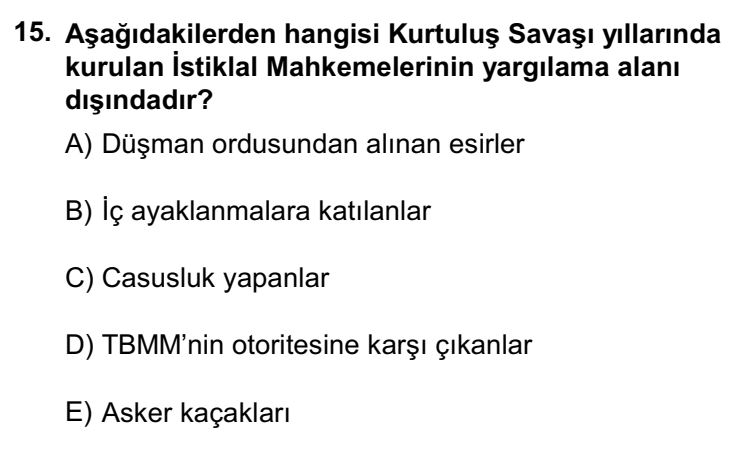 15. Aşağıdakilerden hangisi Kurtuluş Savaşı yıllarında
kurulan İstiklal Mahkemelerinin yargılama alanı
dışındadır?
A) Düşman ordusundan alınan esirler
B) İç ayaklanmalara katılanlar
C) Casusluk yapanlar
D) TBMM’nin otoritesine karşı çıkanlar
E) Asker kaçakları